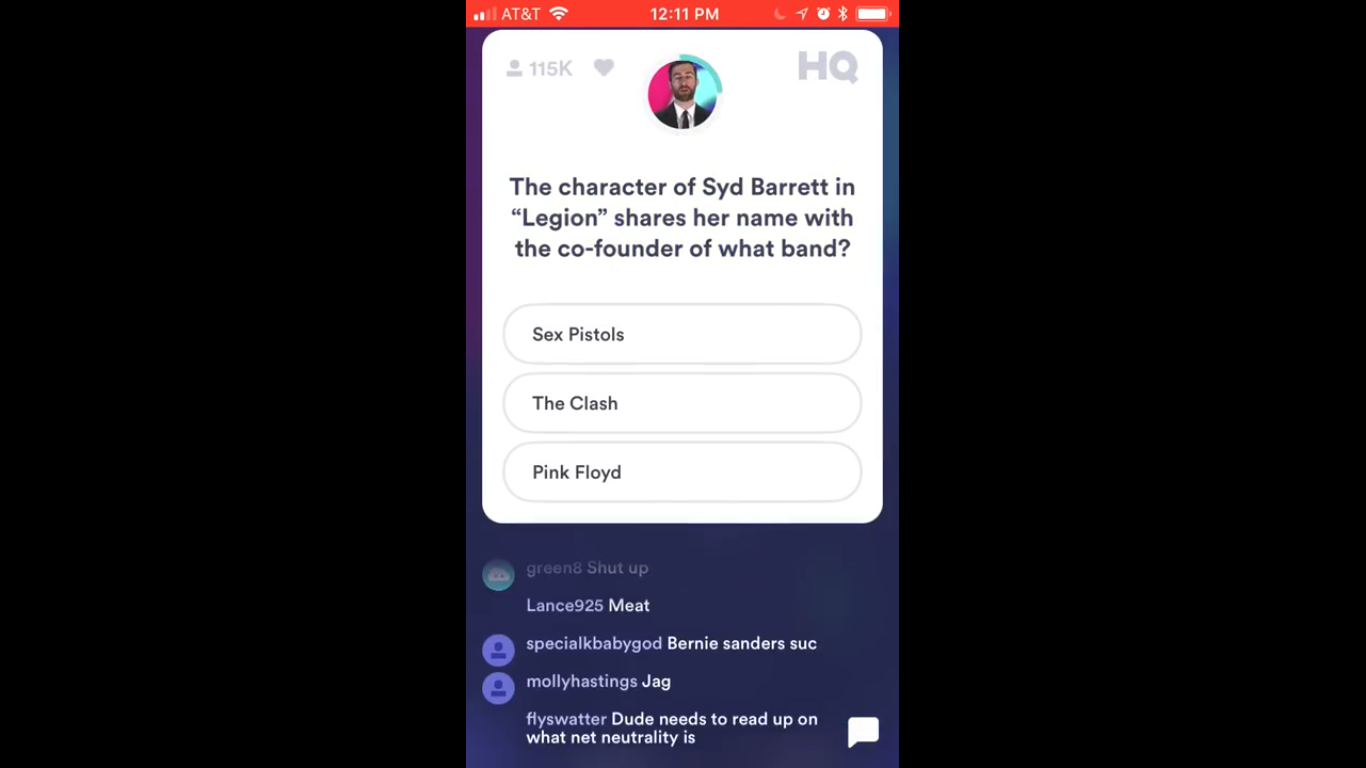 AT&T 12:11 PM
115K HQ
The character of Syd Barrett in
“Legion” shares her name with
the co-founder of what band?
Sex Pistols
The Clash
Pink Floyd
green8 Shut up
Lance925 Meat
specialkbabygod Bernie sanders suc
mollyhastings Jag
flyswatter Dude needs to read up on
what net neutrality is